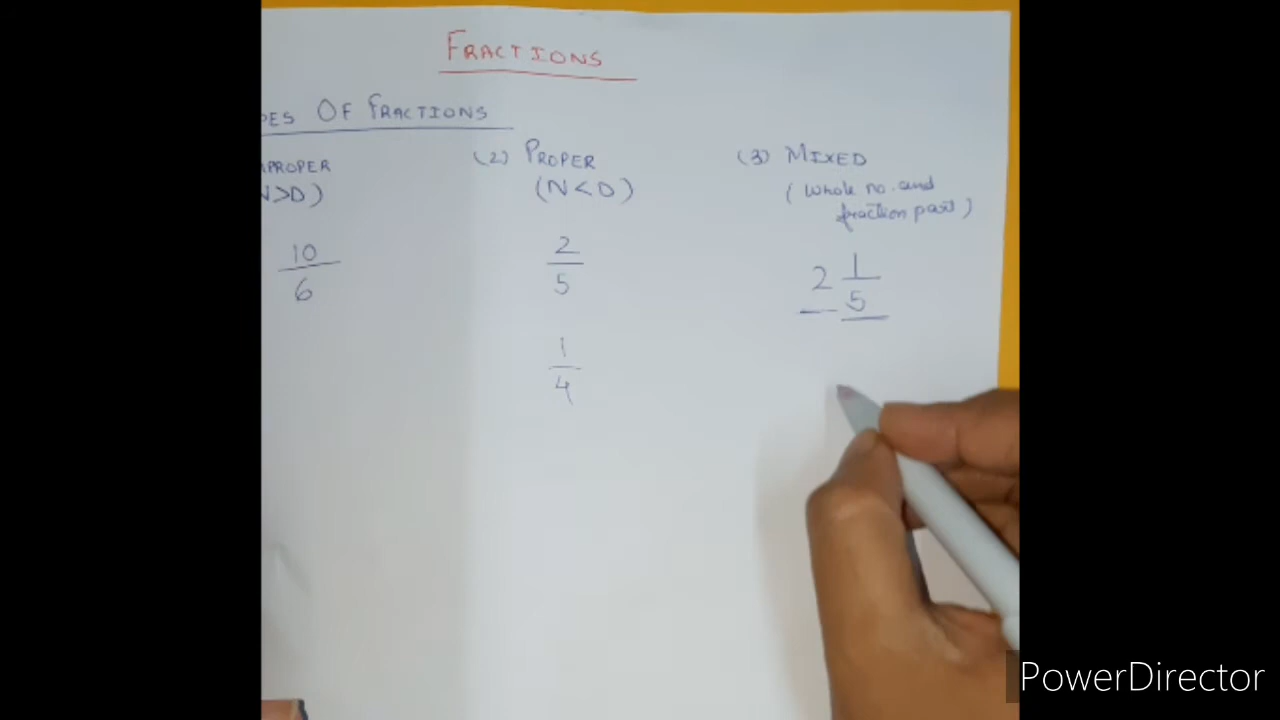 FRACTIONS
PES OF FRACTIONS
MPROPER
(N>D)
10
6
(2) PROPER
(N<D)
2
5
1
4
(3) MIXED
(Whole no. and
fraction part)
2 1
5
PowerDirector